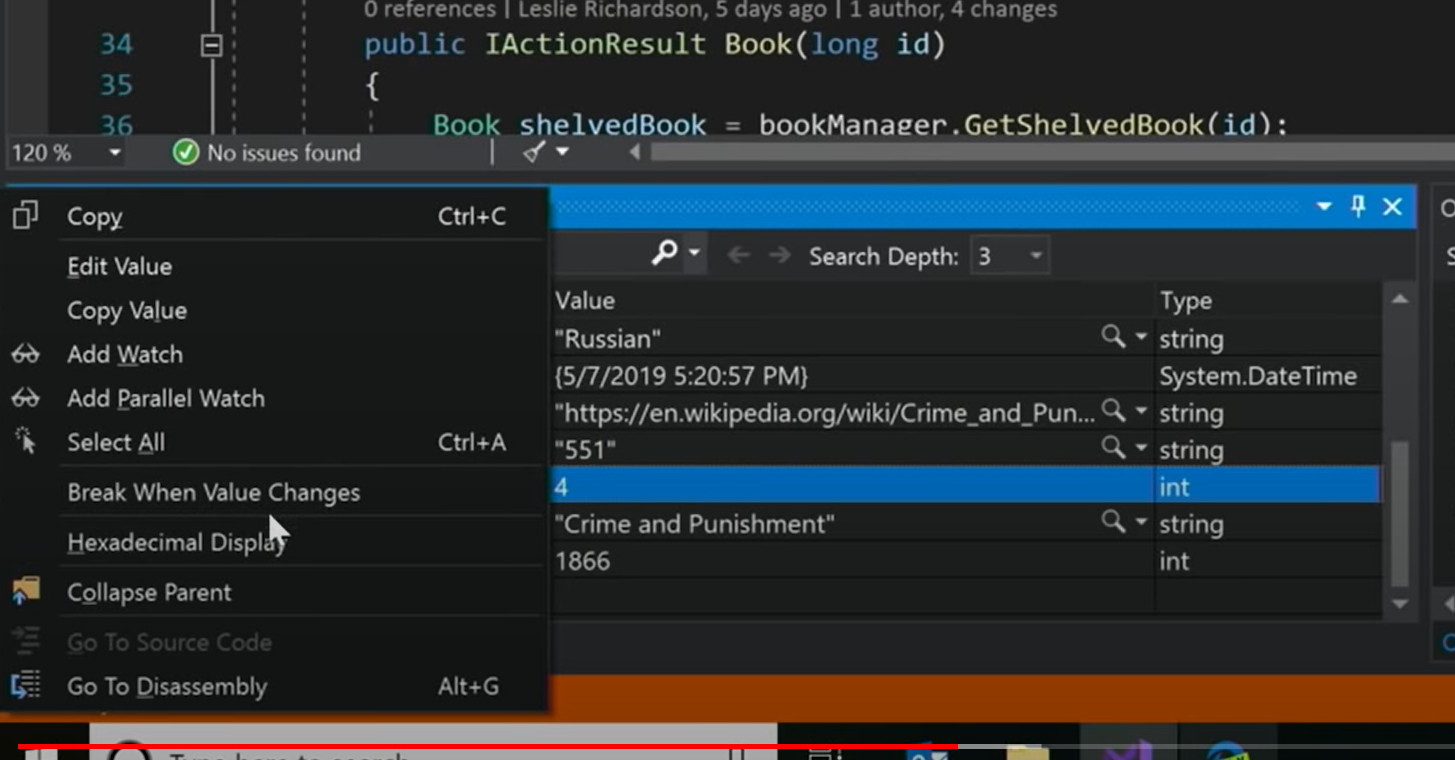 0 references | Leslie Richardson, 5 days ago | 1 author, 4 changes
34 public IActionResult Book(long id)
35 {
36 Book shelvedBook = bookManager.GetShelvedBook(id);
120 % No issues found
Copy Ctrl+C
Edit Value
Copy Value
Add Watch
Add Parallel Watch
Select All Ctrl+A
Break When Value Changes
Hexadecimal Display
Collapse Parent
Go To Source Code
Go To Disassembly Alt+G
Search Depth: 3
Value Type
"Russian" string
{5/7/2019 5:20:57 PM} System.DateTime
"https://en.wikipedia.org/wiki/Crime_and_Pun... string
"551" string
4 int
"Crime and Punishment" string
1866 int
Type here to search